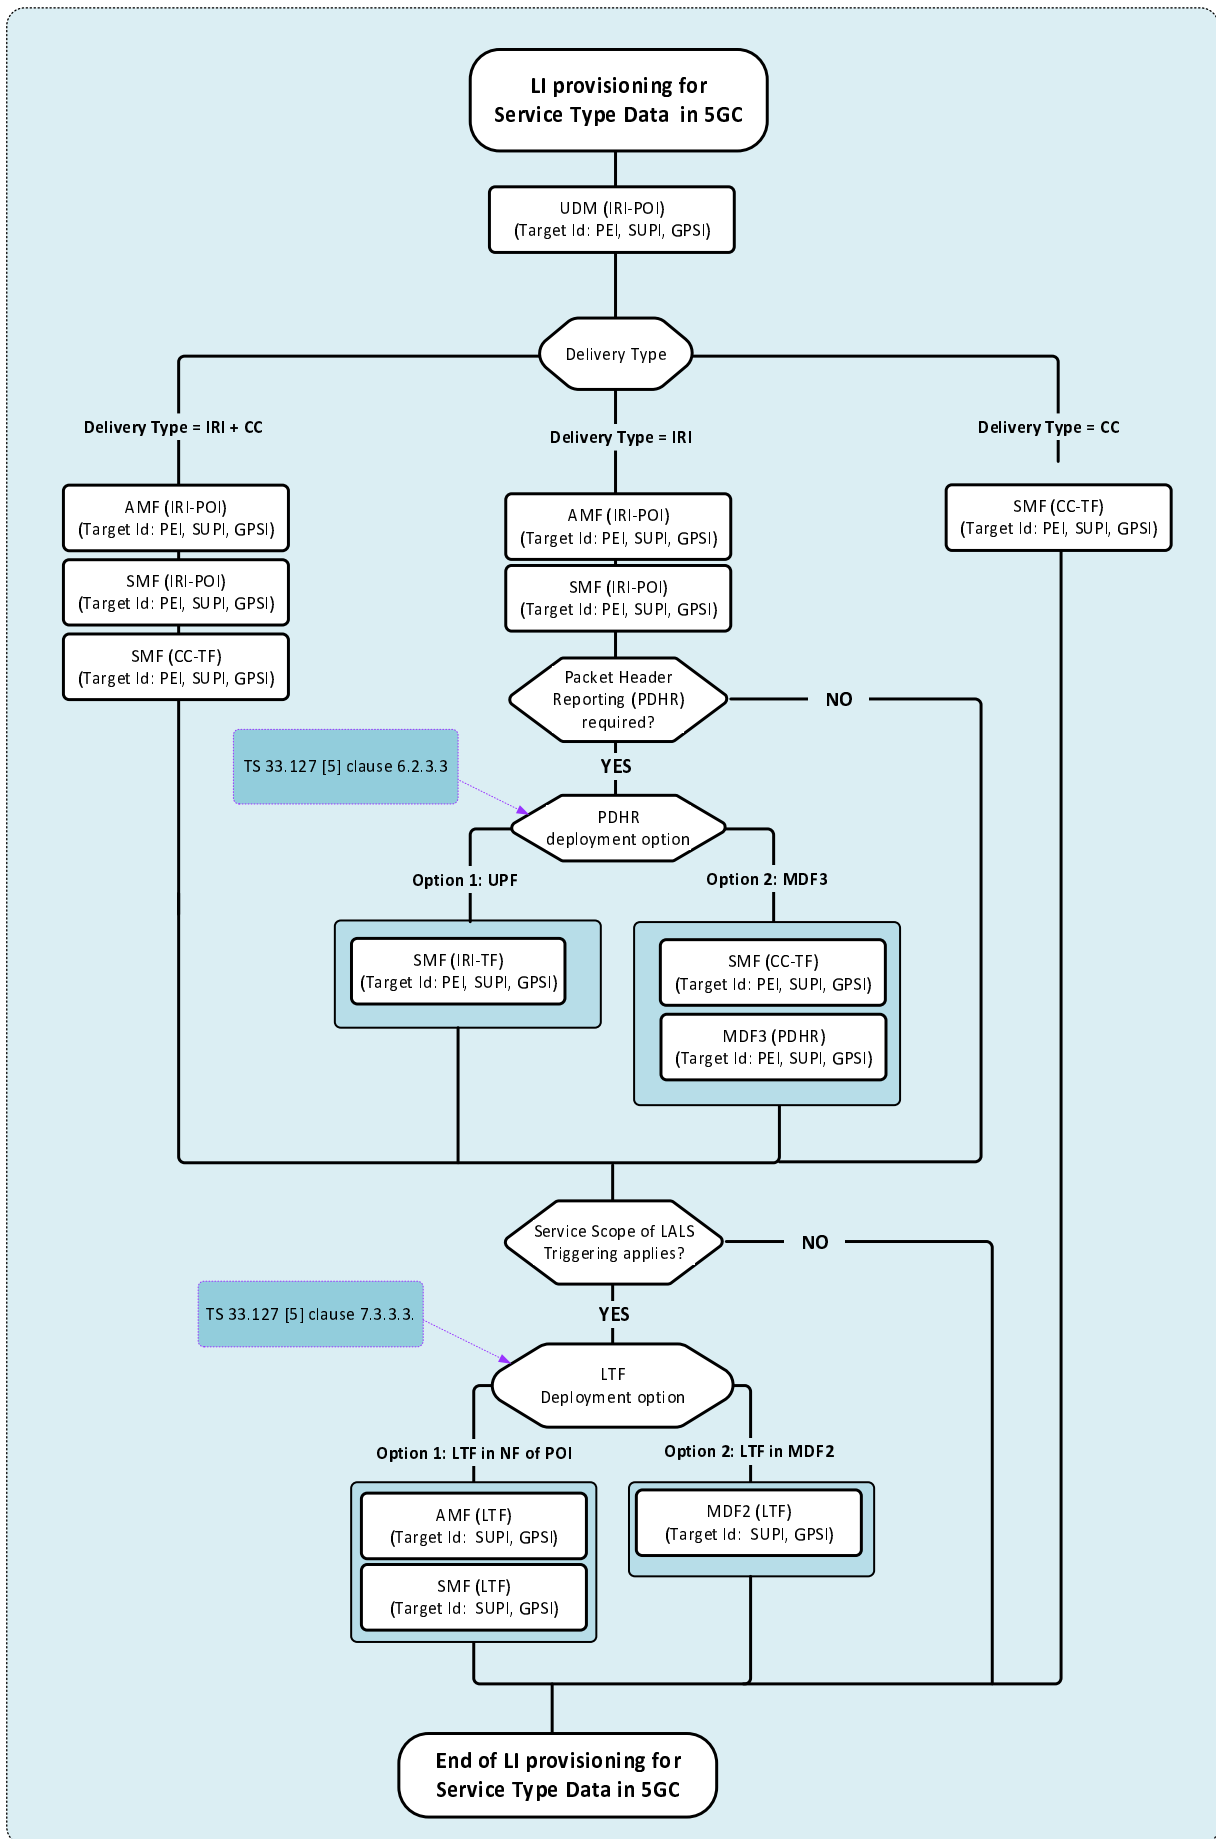 LI provisioning for
Service Type Data in 5GC
UDM (IRI-POI)
(Target Id: PEI, SUPI, GPSI)
Delivery Type
Delivery Type = IRI + CC
Delivery Type = IRI
Delivery Type = CC
AMF (IRI-POI)
(Target Id: PEI, SUPI, GPSI)
SMF (IRI-POI)
(Target Id: PEI, SUPI, GPSI)
SMF (CC-TF)
(Target Id: PEI, SUPI, GPSI)
AMF (IRI-POI)
(Target Id: PEI, SUPI, GPSI)
SMF (IRI-POI)
(Target Id: PEI, SUPI, GPSI)
SMF (CC-TF)
(Target Id: PEI, SUPI, GPSI)
Packet Header
Reporting (PDHR)
required?
NO
YES
TS 33.127 [5] clause 6.2.3.3
PDHR
deployment option
Option 1: UPF
Option 2: MDF3
SMF (IRI-TF)
(Target Id: PEI, SUPI, GPSI)
SMF (CC-TF)
(Target Id: PEI, SUPI, GPSI)
MDF3 (PDHR)
(Target Id: PEI, SUPI, GPSI)
Service Scope of LALS
Triggering applies?
NO
YES
TS 33.127 [5] clause 7.3.3.3.
LTF
Deployment option
Option 1: LTF in NF of POI
Option 2: LTF in MDF2
AMF (LTF)
(Target Id: SUPI, GPSI)
SMF (LTF)
(Target Id: SUPI, GPSI)
MDF2 (LTF)
(Target Id: SUPI, GPSI)
End of LI provisioning for
Service Type Data in 5GC